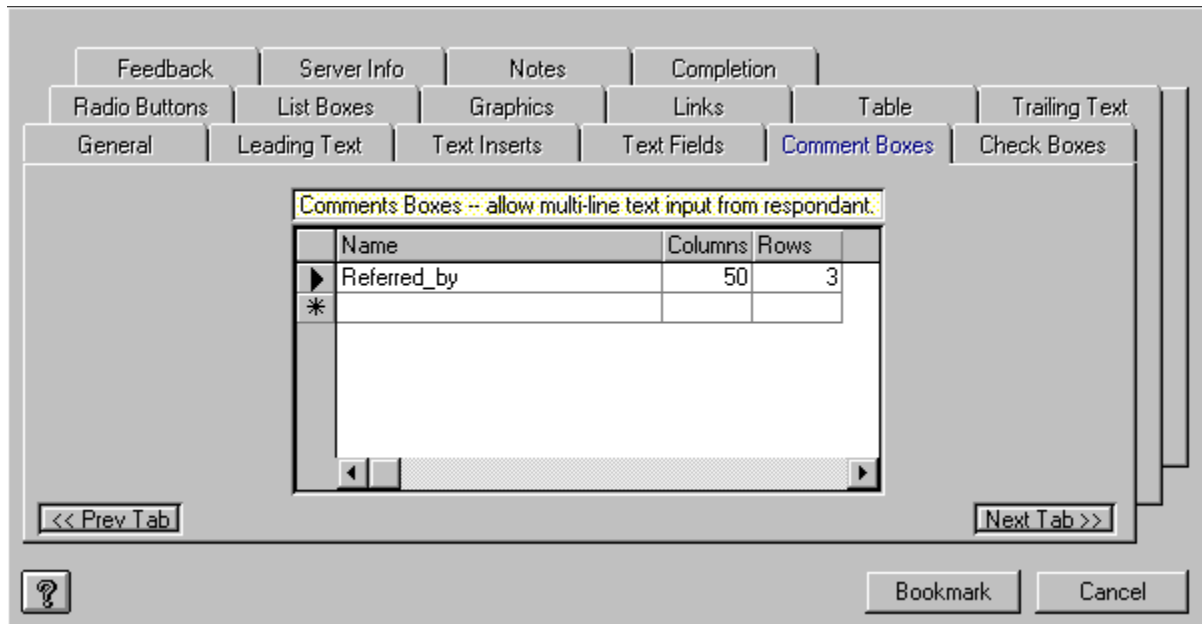 Feedback Server Info Notes Completion
Radio Buttons List Boxes Graphics Links Table Trailing Text
General Leading Text Text Inserts Text Fields Comment Boxes Check Boxes
Comments Boxes -- allow multi-line text input from respondant.
Name Columns Rows
Referred_by 50 3
<< Prev Tab Next Tab >>
? Bookmark Cancel